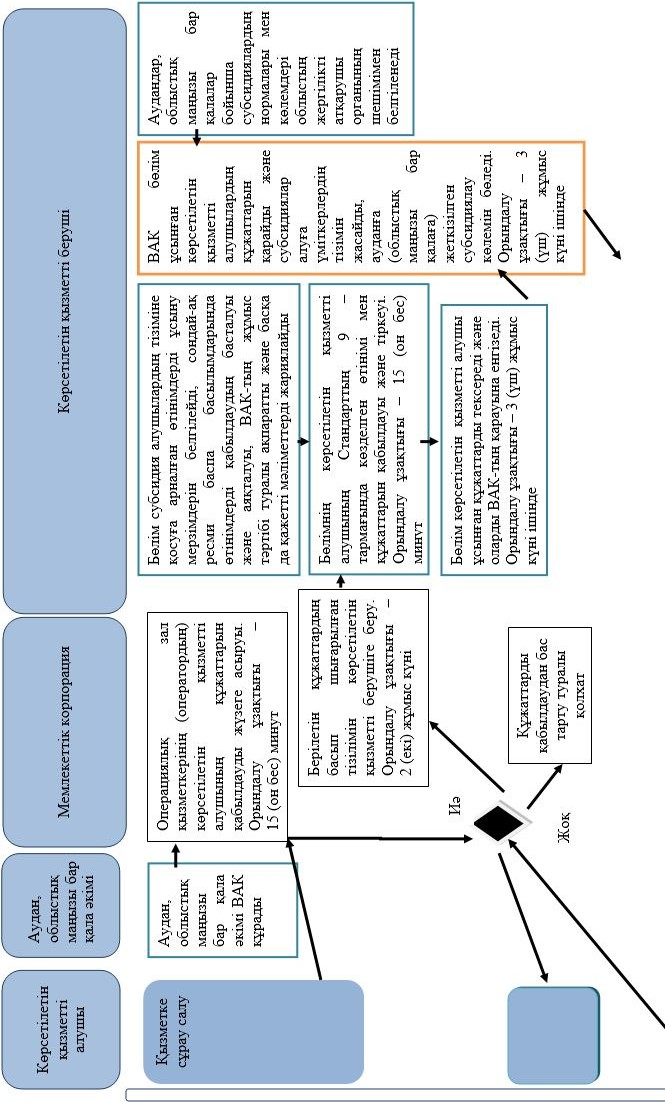 Көрсетілетін
қызметті
алушы
Аудан,
облыстық
маңызы бар
қала әкімі
Мемлекеттік корпорация
Көрсетілетін қызметті беруші
Қызметке
сұрау салу
Аудан,
облыстық
маңызы
бар қала
әкімі ВАК
құрады
Операциялық зал
қызметкерінің (оператордың)
көрсетілетін қызметті
алушының құжаттарын
қабылдауды жүзеге асыруы.
Орындалу ұзақтығы –
15 (он бес) минут
Бөлім субсидия алушылардың тізіміне
қосуға арналған өтінімдерді ұсыну
мерзімдерін белгілейді, сондай-ақ
ресми баспа басылымдарында
өтінімдерді қабылдаудың басталуы
және аяқталуы, ВАК-тың жұмыс
тәртібі туралы ақпаратты және басқа
да қажетті мәліметтерді жариялайды
ВАК бөлім
ұсынған
көрсетілетін
қызметті
алушылардың
құжаттарын
қарайды және
субсидиялар
алуға
үміткерлердің
тізімін
жасайды,
ауданға
(облыстық
маңызы бар
қалаға)
жеткізілген
субсидиялау
көлемін бөледі.
Орындалу
ұзақтығы – 3
(үш) жұмыс
күні ішінде
Аудандар,
облыстық
маңызы бар
қалалар
бойынша
субсидиялардың
нормалары мен
көлемдері
облыстың
жергілікті
атқарушы
органының
шешімімен
белгіленеді
Берілетін құжаттардың
басып шығарылған
тізілімін көрсетілетін
қызметті берушіге беру.
Орындалу ұзақтығы –
2 (екі) жұмыс күні
Бөлімнің көрсетілетін қызметті
алушының Стандарттың 9 –
тармағында көзделген өтінімі мен
құжаттарын қабылдауы және тіркеуі.
Орындалу ұзақтығы – 15 (он бес)
минут
Бөлім көрсетілетін қызметті алушы
ұсынған құжаттарды тексереді және
оларды ВАК-тың қарауына енгізеді.
Орындалу ұзақтығы – 3 (үш) жұмыс
күні ішінде
Иә
Жоқ
Құжаттарды
қабылдаудан бас
тарту туралы
қолхат